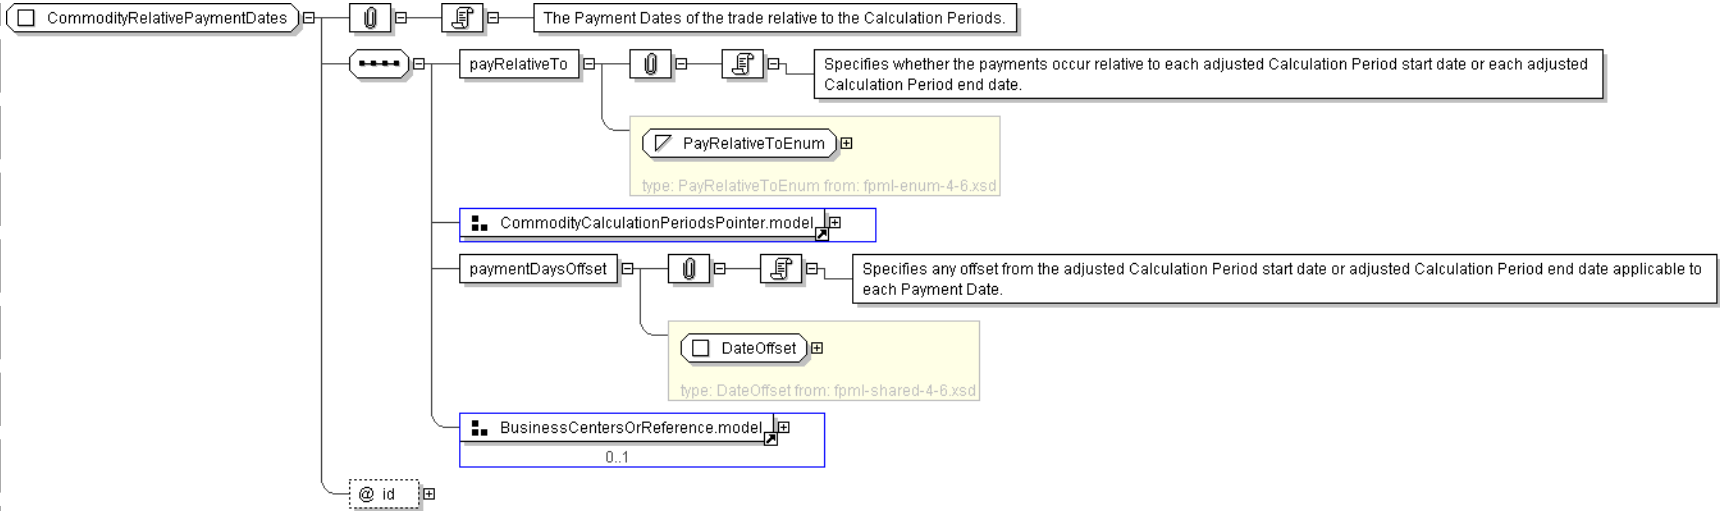 CommodityRelativePaymentDates
The Payment Dates of the trade relative to the Calculation Periods.
payRelativeTo
Specifies whether the payments occur relative to each adjusted Calculation Period start date or each adjusted
Calculation Period end date.
PayRelativeToEnum
type: PayRelativeToEnum from: fpml-enum-4-6.xsd
CommodityCalculationPeriodsPointer.model
paymentDaysOffset
Specifies any offset from the adjusted Calculation Period start date or adjusted Calculation Period end date applicable to
each Payment Date.
DateOffset
type: DateOffset from: fpml-shared-4-6.xsd
BusinessCentersOrReference.model
0..1
@ id